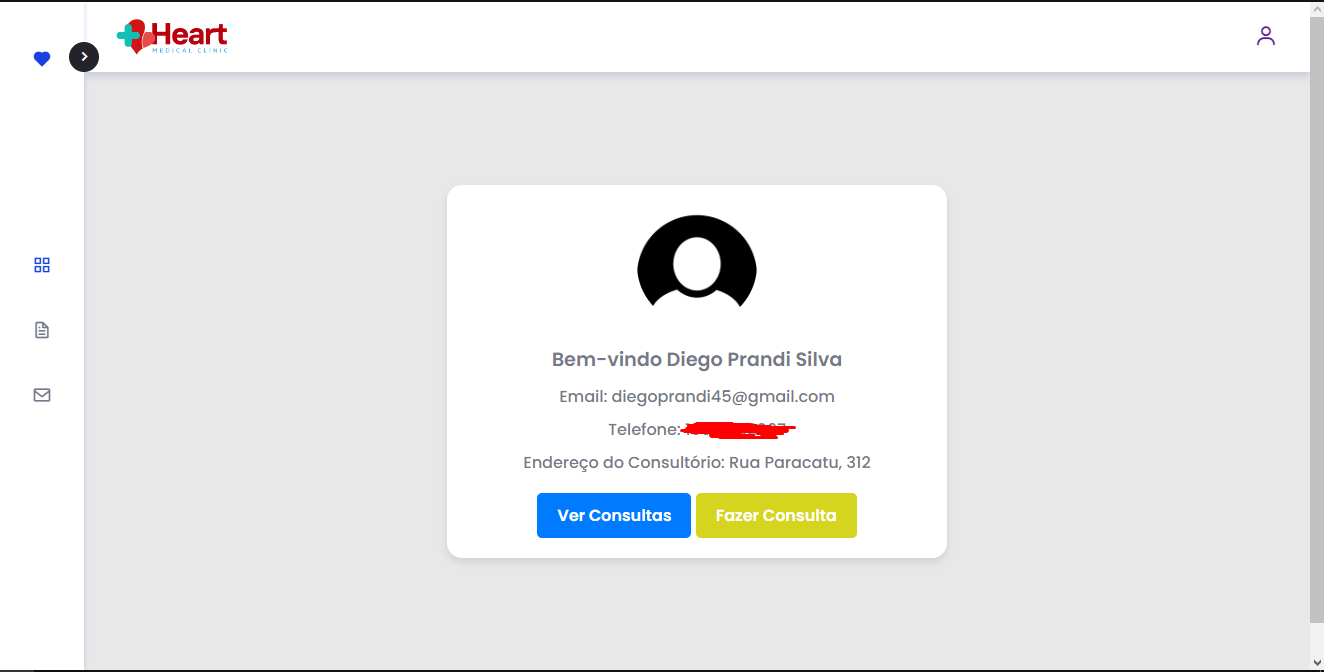 Heart
MEDICAL CLINIC
Bem-vindo Diego Prandi Silva
Email: diegoprandi45@gmail.com
Telefone:
Endereço do Consultório: Rua Paracatu, 312
Ver Consultas
Fazer Consulta